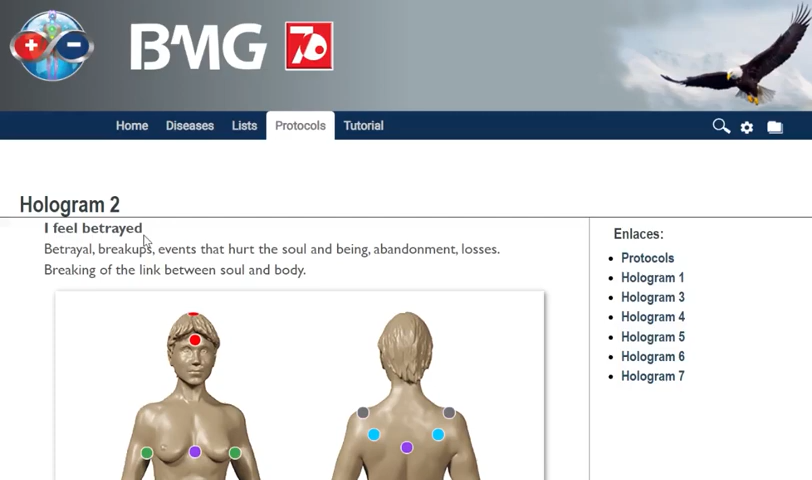 + −
BMG 70
Home Diseases Lists Protocols Tutorial
Hologram 2
I feel betrayed
Betrayal, breakups, events that hurt the soul and being, abandonment, losses.
Breaking of the link between soul and body.
Enlaces:
Protocols
Hologram 1
Hologram 3
Hologram 4
Hologram 5
Hologram 6
Hologram 7